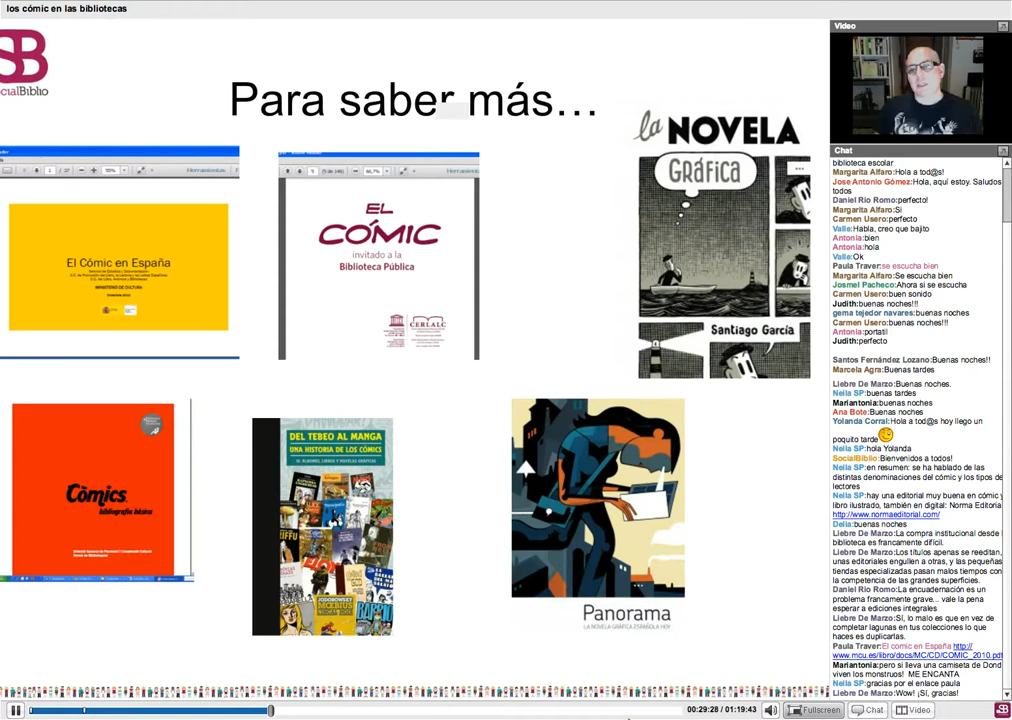 los cómic en las bibliotecas
SB
cialBiblio
Para saber más…
El Cómic en España
MINISTERIO DE CULTURA
EL
CÓMIC
invitado a la
Biblioteca Pública
CERLALC
la NOVELA
GRÁFICA
Santiago García
Còmics
bibliografia bàsica
DEL TEBEO AL MANGA
UNA HISTORIA DE LOS CÓMICS
Panorama
LA NOVELA GRÁFICA ESPAÑOLA HOY
Video
Chat
biblioteca escolar
Margarita Alfaro:Hola a tod@s!
Jose Antonio Gómez:Hola, aquí estoy. Saludos
todos
Daniel Rio Romo:perfecto!
Margarita Alfaro:Si
Carmen Usero:perfecto
Valle:Habla, creo que bajito
Antonia:bien
Antonia:hola
Valle:Ok
Paula Traver:se escucha bien
Margarita Alfaro:Se escucha bien
Josmel Pacheco:Ahora si se escucha
Carmen Usero:buen sonido
Judith:buenas noches!!!
gema tejedor navares:buenas noches
Carmen Usero:buenas noches!!!
Antonia:portatil
Judith:perfecto
Santos Fernández Lozano:Buenas noches!!
Marcela Agra:Buenas tardes
Liebre De Marzo:Buenas noches.
Neila SP:buenas tardes
Mariantonia:buenas noches
Ana Bote:Buenas noches
Yolanda Corral:Hola a tod@s hoy llego un
poquito tarde
Neila SP:hola Yolanda
SocialBiblio:Bienvenidos a todos!
Neila SP:en resumen: se ha hablado de las
distintas denominaciones del cómic y los tipos de
lectores
Neila SP:hay una editorial muy buena en cómic y
libro ilustrado, también en digital: Norma Editoria
http://www.normaeditorial.com/
Delia:buenas noches
Liebre De Marzo:La compra institucional desde
biblioteca es francamente difícil.
Liebre De Marzo:Los títulos apenas se reeditan,
unas editoriales engullen a otras, y las pequeñas
tiendas especializadas pasan malos tiempos con
la competencia de las grandes superficies.
Daniel Rio Romo:La encuadernación es un
problema francamente grave... vale la pena
esperar a ediciones integrales
Liebre De Marzo:Sí, lo malo es que en vez de
completar lagunas en tus colecciones lo que
haces es duplicarlas.
Paula Traver:El comic en España http://
www.mcu.es/libro/docs/MC/CD/COMIC_2010.pdf
Mariantonia:pero si lleva una camiseta de Dond
viven los monstruos! ME ENCANTA
Neila SP:gracias por el enlace paula
Liebre De Marzo:Wow! ¡Sí, gracias!
00:29:28 / 01:19:43
Fullscreen
Chat
Video
SB